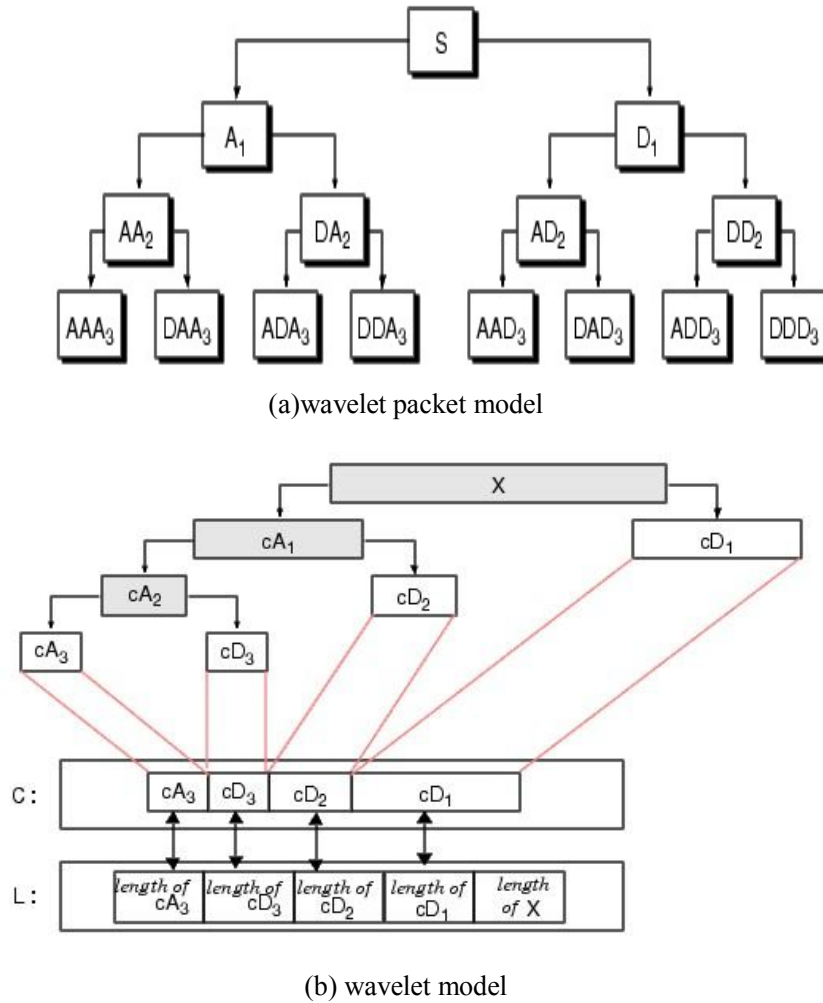 S
A₁ D₁
AA₂ DA₂ AD₂ DD₂
AAA₃ DAA₃ ADA₃ DDA₃ AAD₃ DAD₃ ADD₃ DDD₃
(a)wavelet packet model
X
cA₁ cD₁
cA₂ cD₂
cA₃ cD₃
C: cA₃ cD₃ cD₂ cD₁
L: length of cA₃ length of cD₃ length of cD₂ length of cD₁ length of X
(b) wavelet model